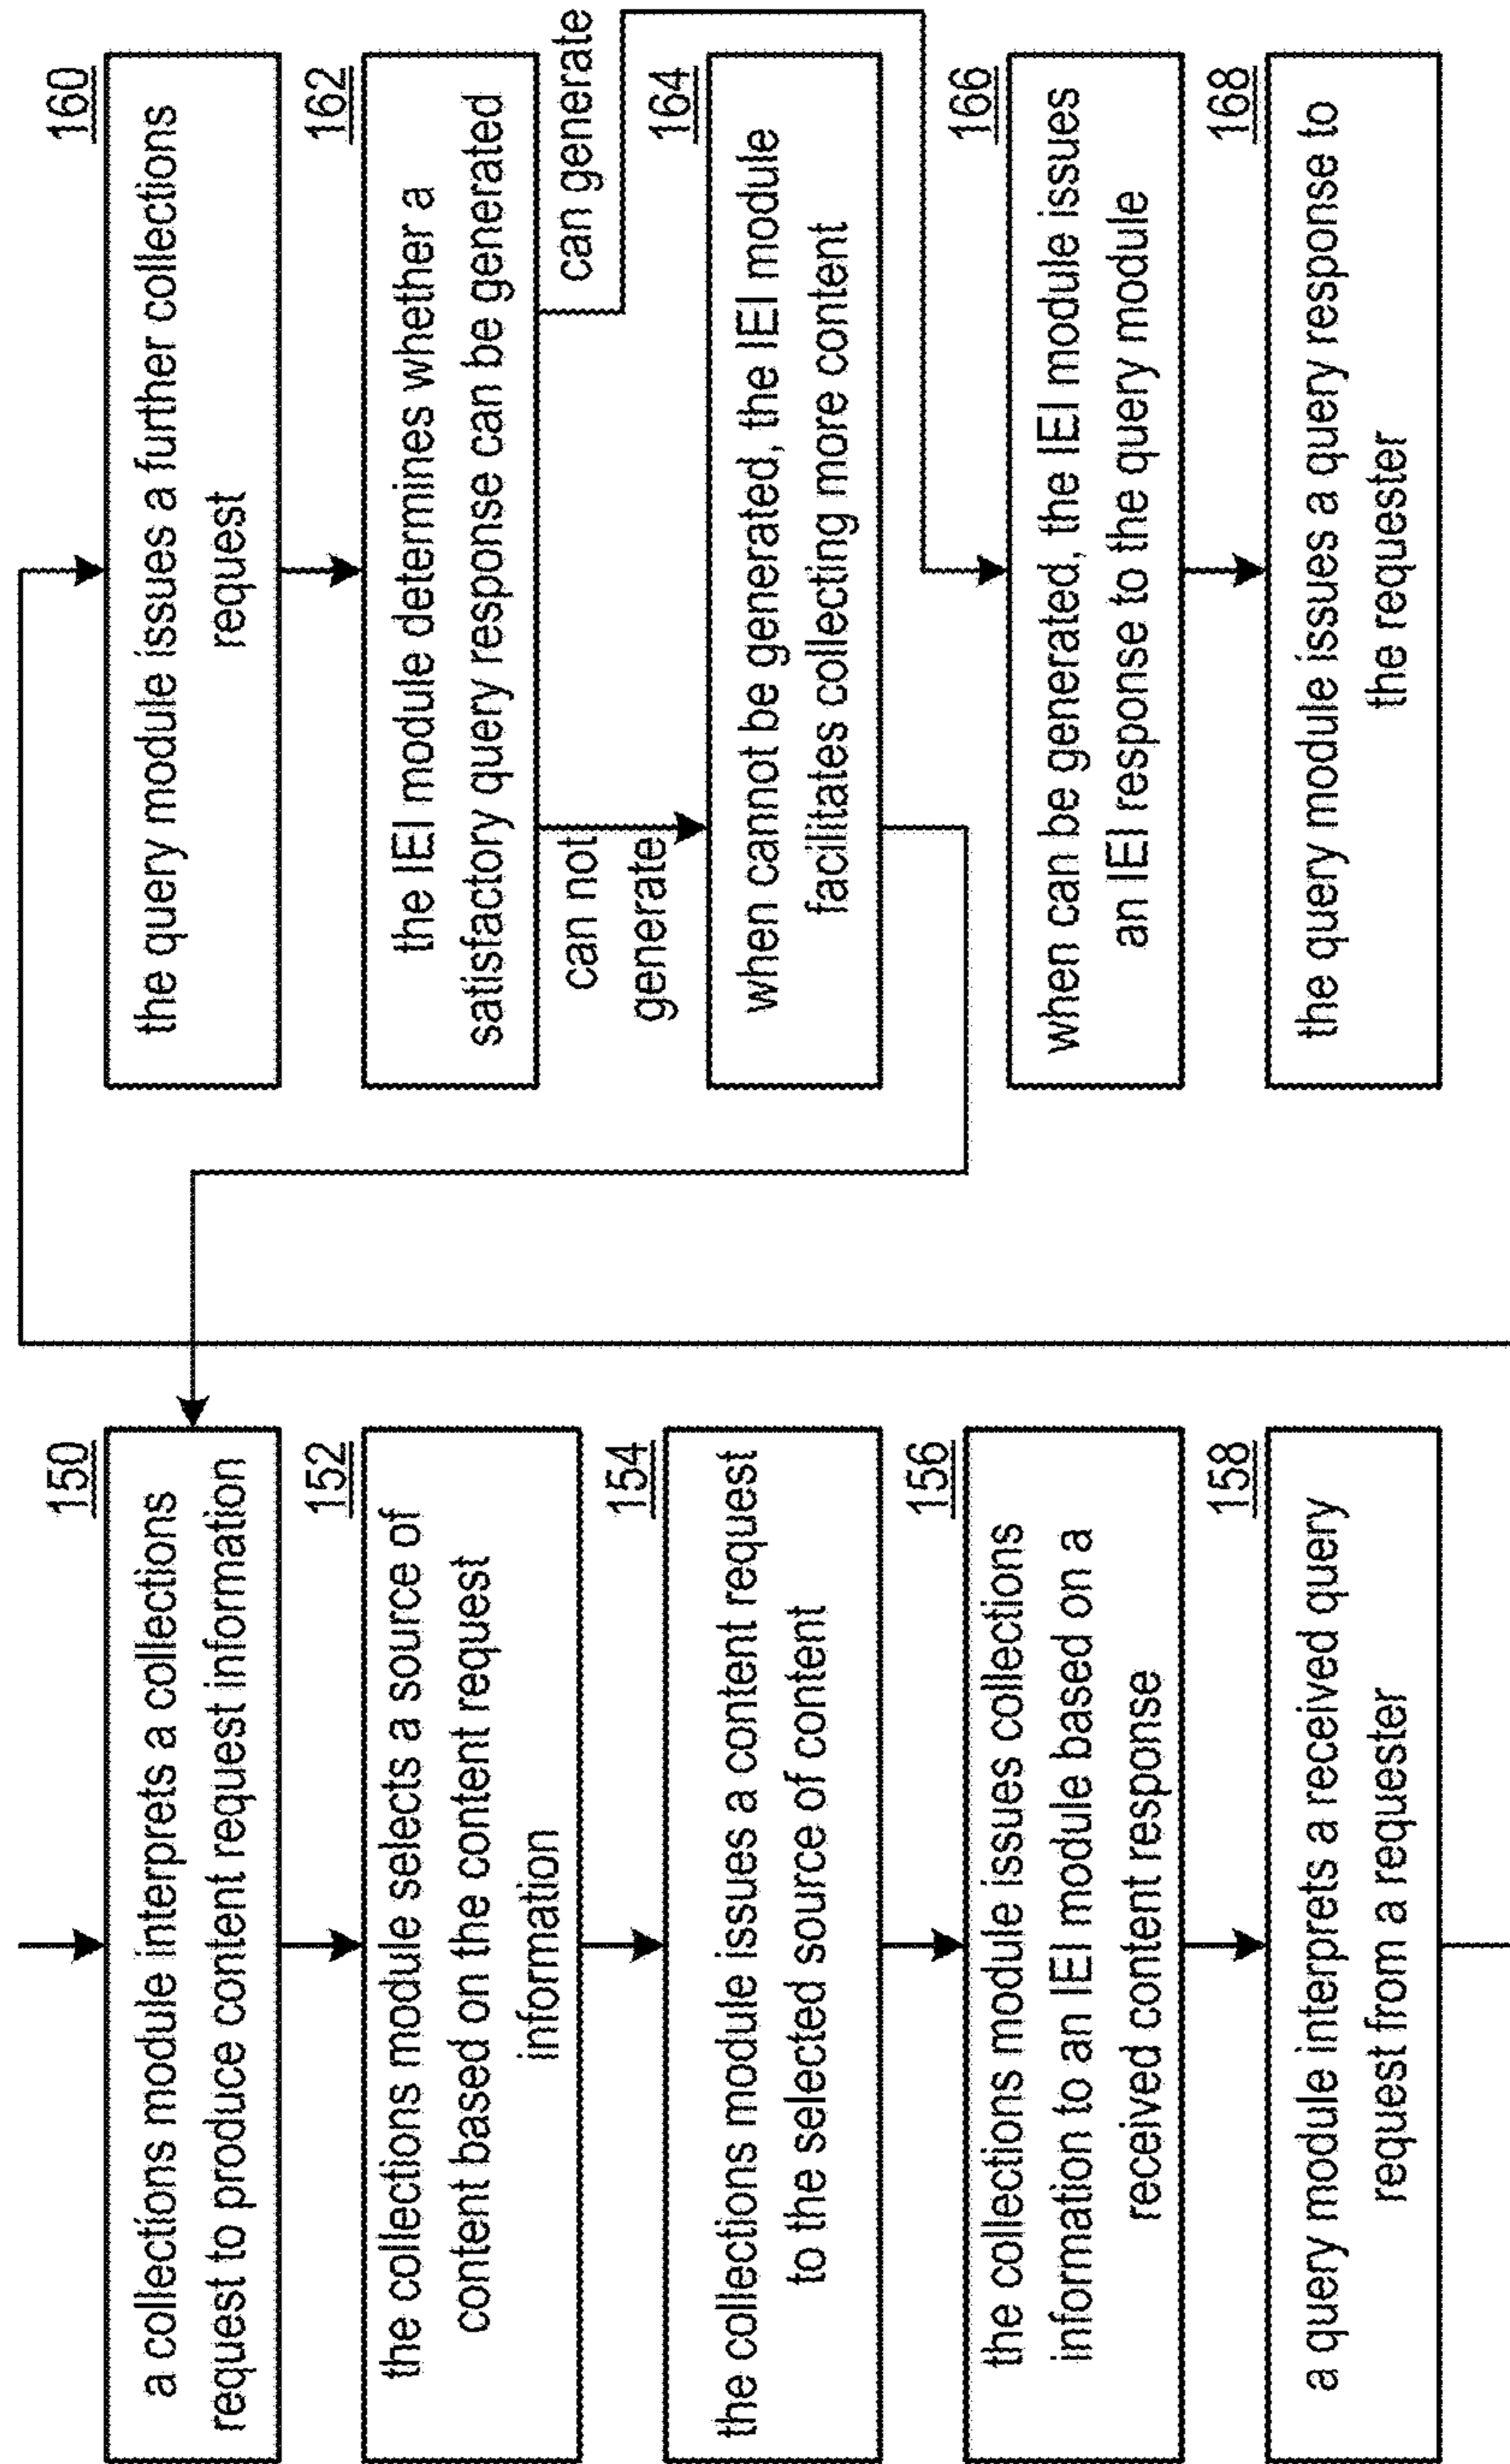 150
a collections module interprets a collections
request to produce content request information
152
the collections module selects a source of
content based on the content request
information
154
the collections module issues a content request
to the selected source of content
156
the collections module issues collections
information to an IEI module based on a
received content response
158
a query module interprets a received query
request from a requester
160
the query module issues a further collections
request
162
the IEI module determines whether a
satisfactory query response can be generated
can not
generate
can generate
164
when cannot be generated, the IEI module
facilitates collecting more content
166
when can be generated, the IEI module issues
an IEI response to the query module
168
the query module issues a query response to
the requester